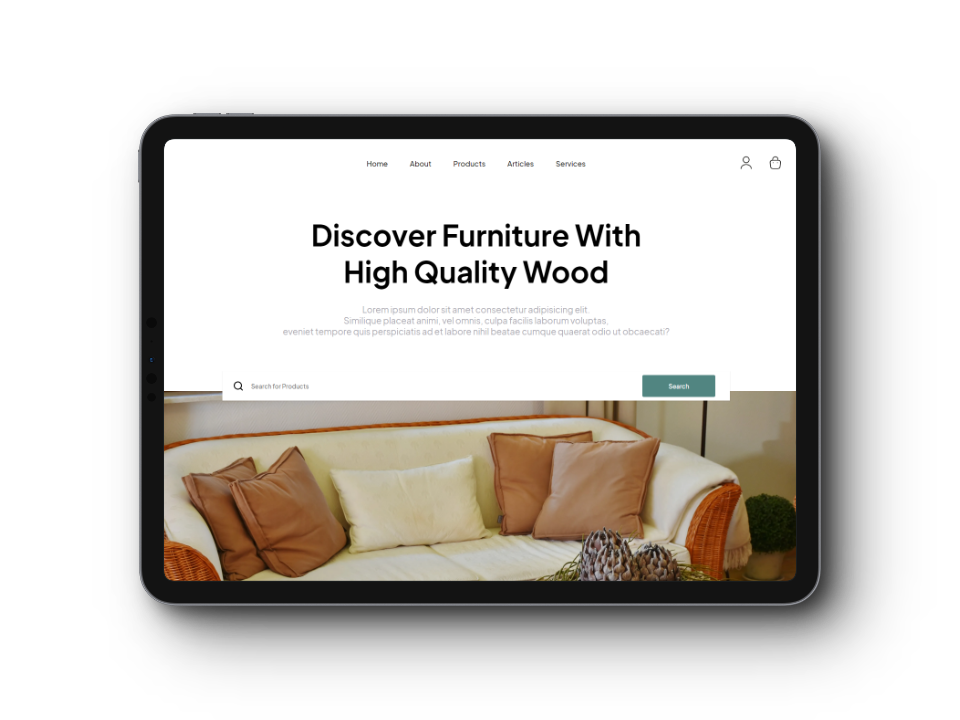 Home About Products Articles Services
Discover Furniture With
High Quality Wood
Lorem ipsum dolor sit amet consectetur adipisicing elit.
Similique placeat animi, vel omnis, culpa facilis laborum voluptas,
eveniet tempore quis perspiciatis ad et labore nihil beatae cumque quaerat odio ut obcaecati?
Search for Products Search